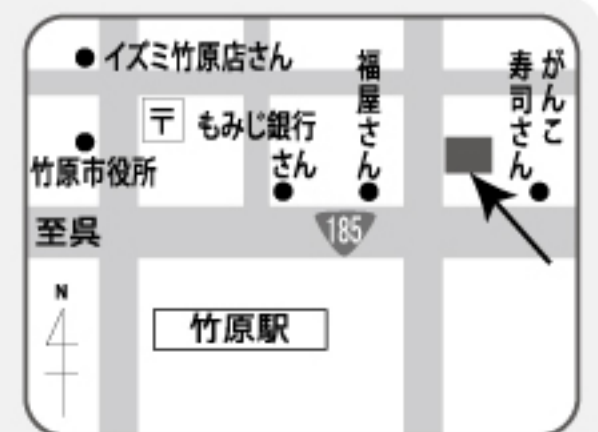 イズミ竹原店さん
〒
もみじ銀行
さん
福屋さん
がんこ
寿司さん
竹原市役所
至呉
185
N
竹原駅